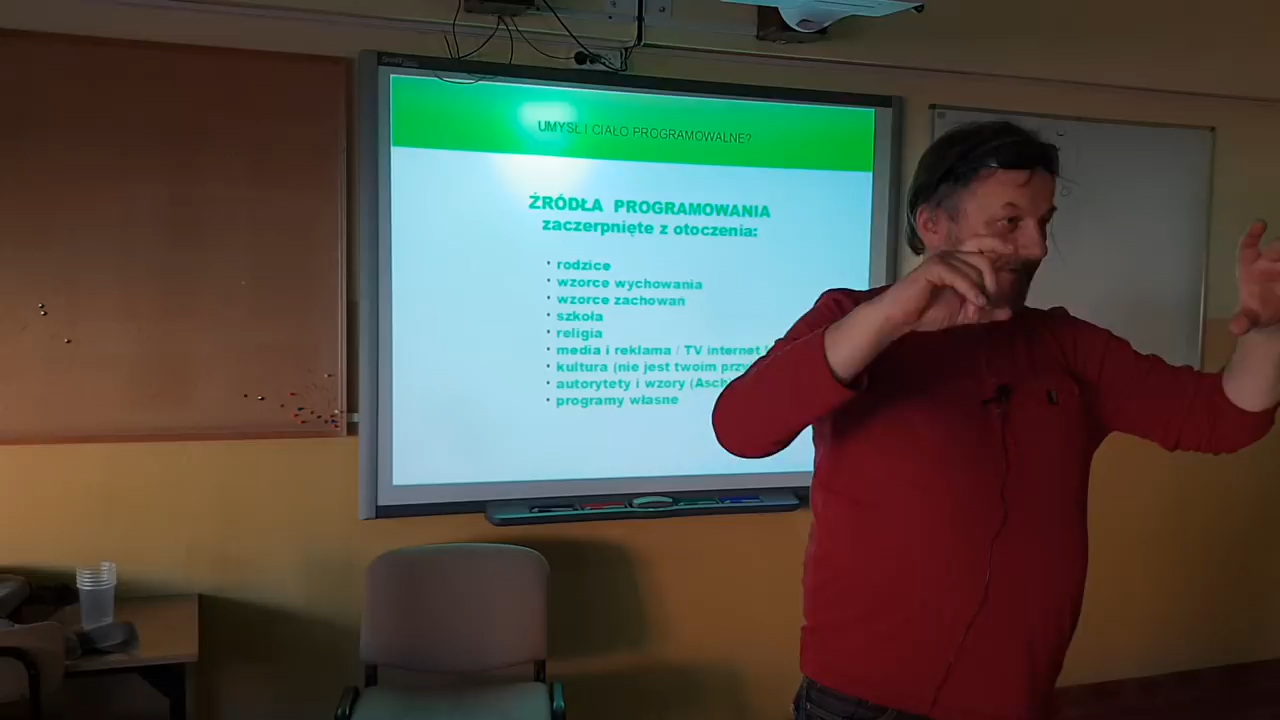 UMYSŁ I CIAŁO PROGRAMOWALNE?
ŹRÓDŁA PROGRAMOWANIA
zaczerpnięte z otoczenia:
• rodzice
• wzorce wychowania
• wzorce zachowań
• szkoła
• religia
• media i reklama / TV internet
• kultura (nie jest twoim
• autorytety i wzory
• programy własne